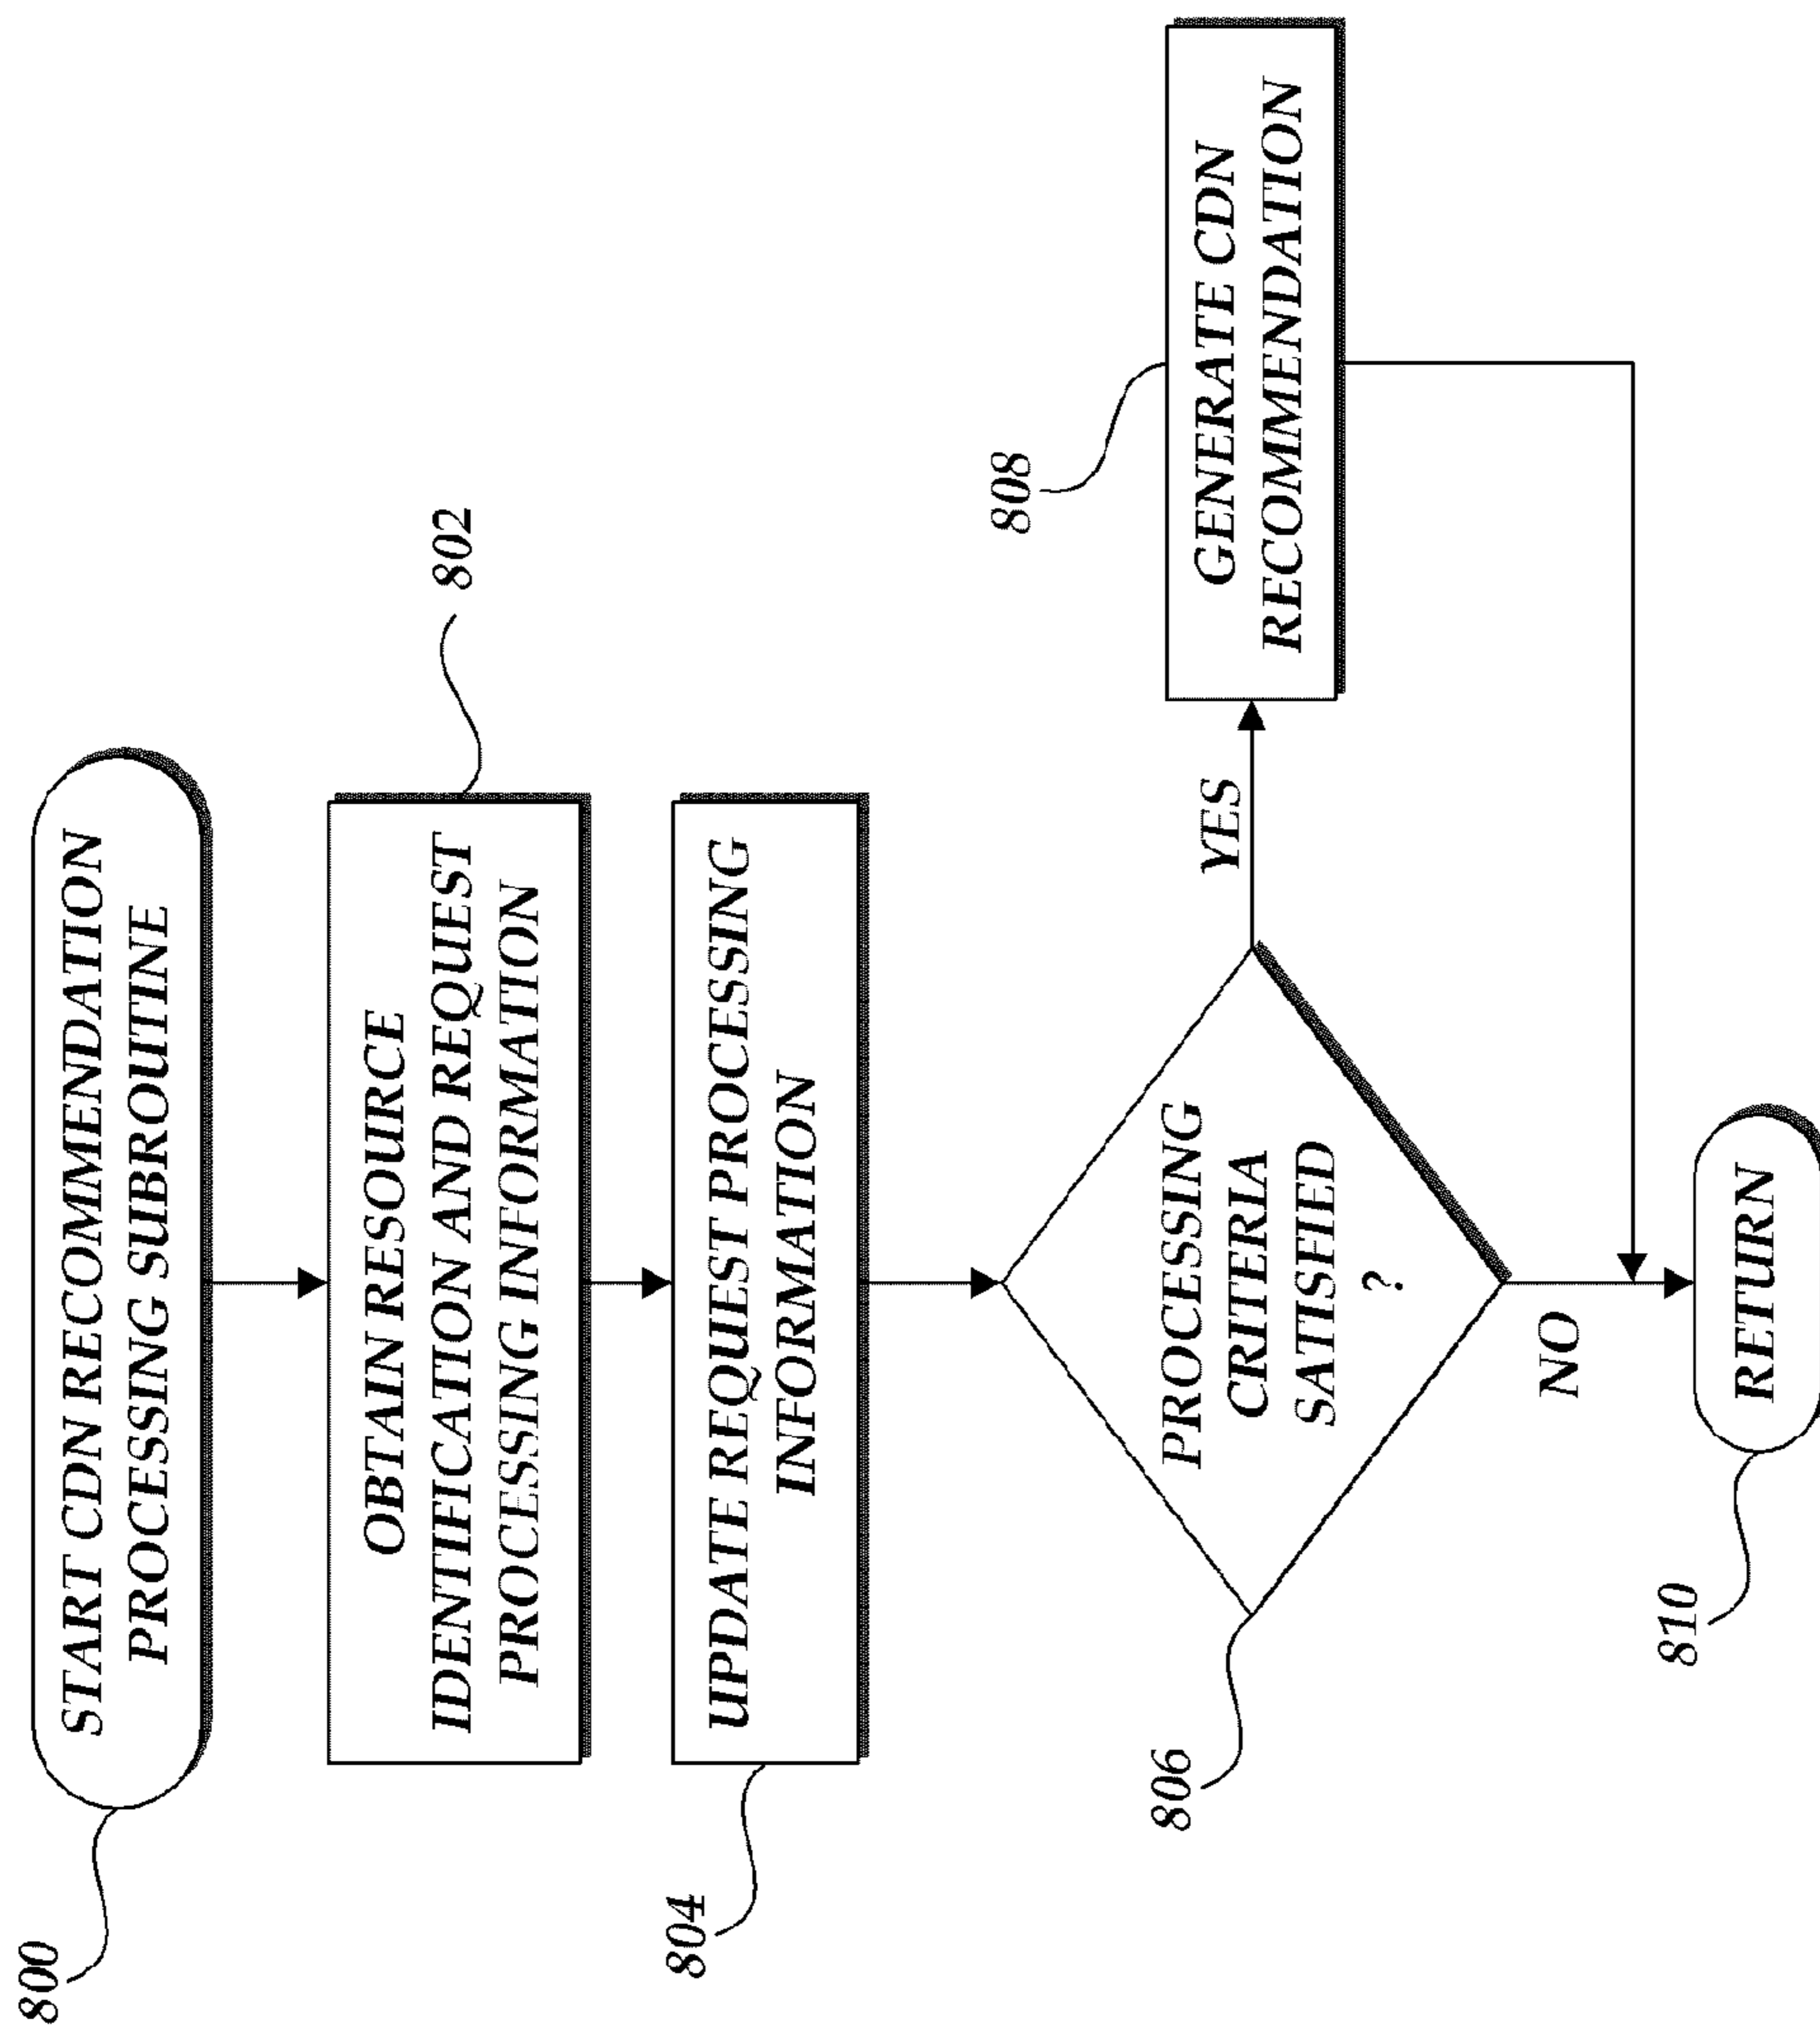 800
START CDN RECOMMENDATION
PROCESSING SUBROUTINE
802
OBTAIN RESOURCE
IDENTIFICATION AND REQUEST
PROCESSING INFORMATION
804
UPDATE REQUEST PROCESSING
INFORMATION
806
PROCESSING
CRITERIA
SATISFIED
?
YES
808
GENERATE CDN
RECOMMENDATION
NO
810
RETURN